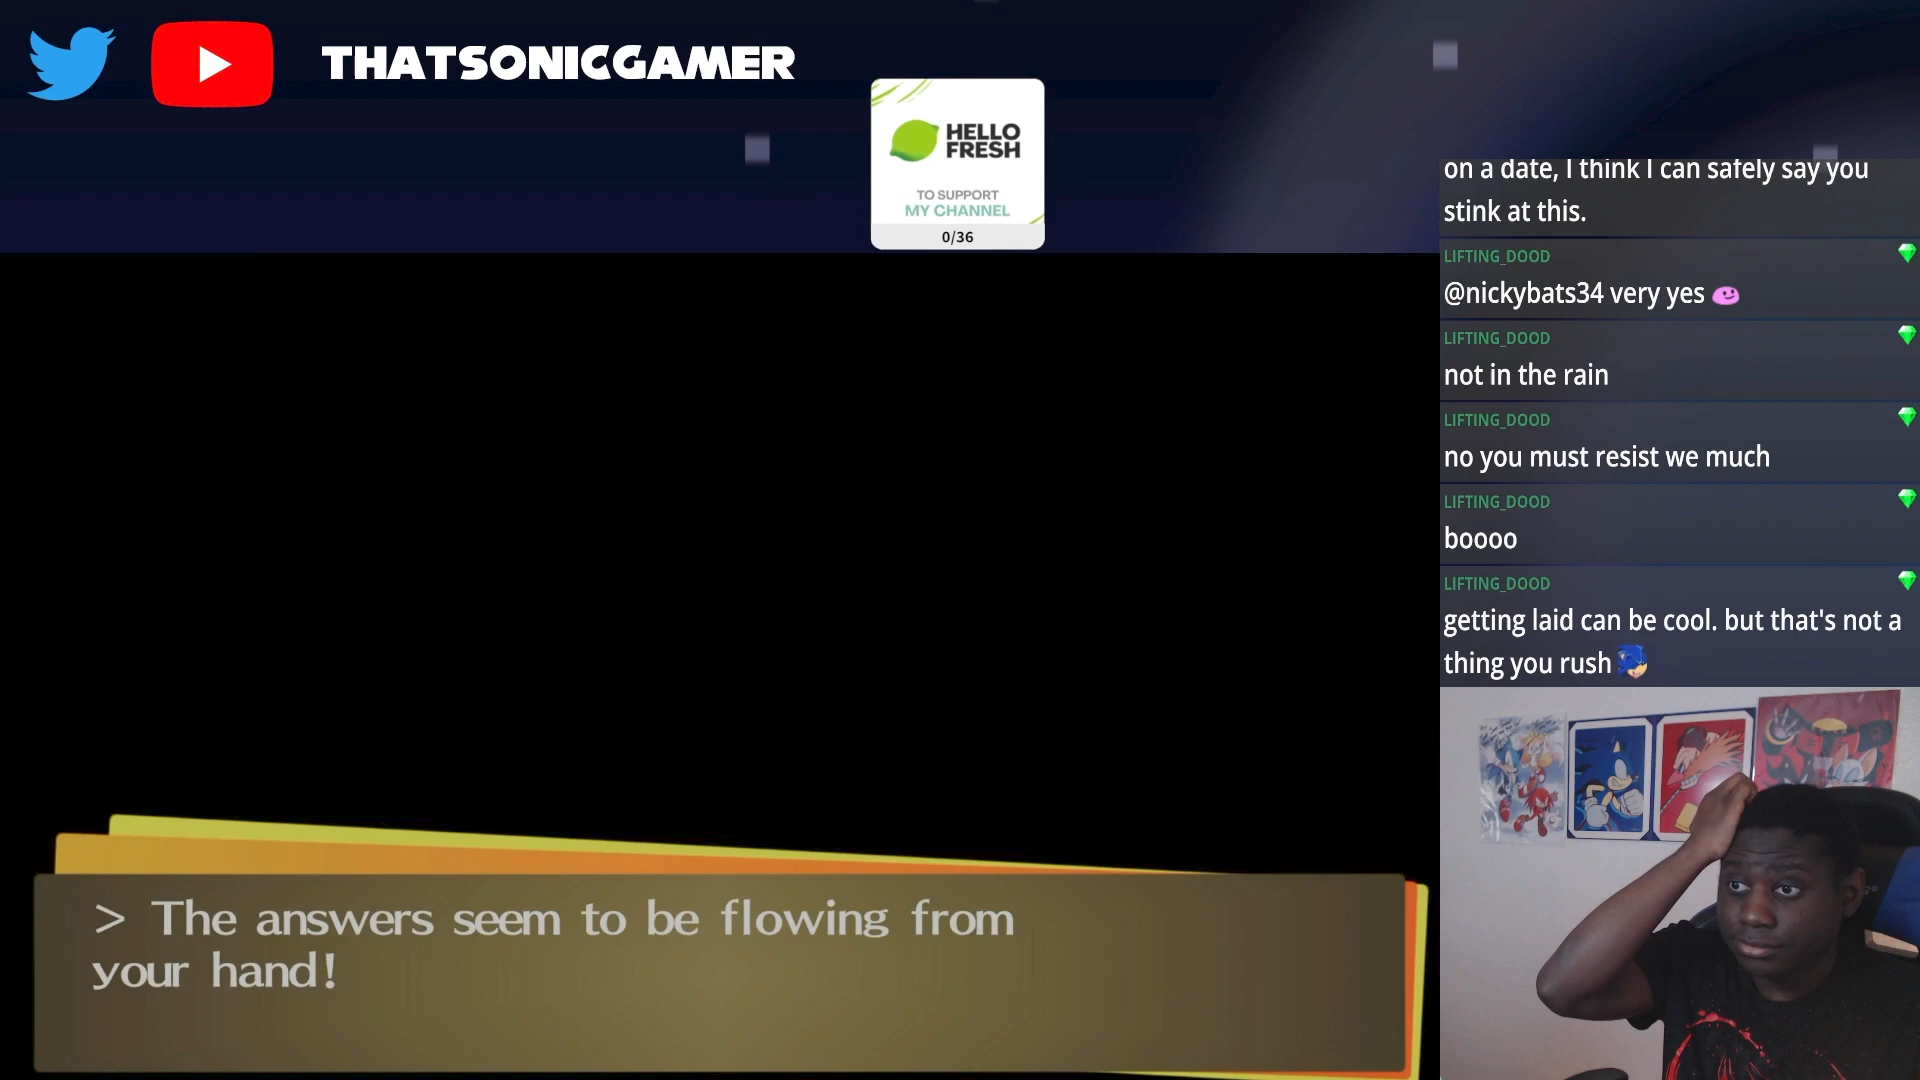 THATSONICGAMER
HELLO
FRESH
TO SUPPORT
MY CHANNEL
0/36
on a date, I think I can safely say you
stink at this.
LIFTING_DOOD
@nickybats34 very yes
LIFTING_DOOD
not in the rain
LIFTING_DOOD
no you must resist we much
LIFTING_DOOD
boooo
LIFTING_DOOD
getting laid can be cool. but that's not a
thing you rush
> The answers seem to be flowing from
your hand!